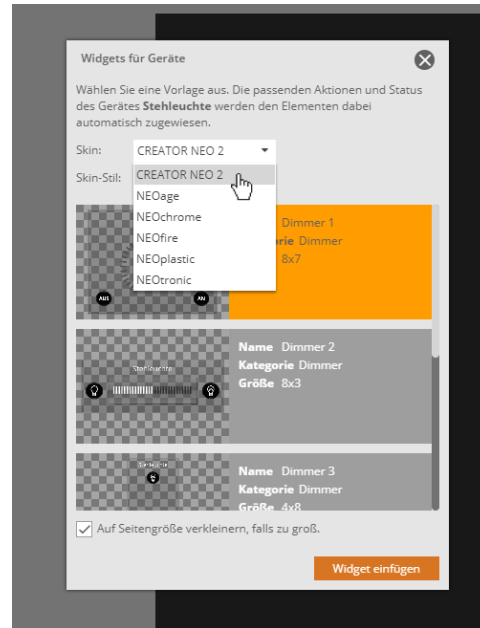 Widgets für Geräte
Wählen Sie eine Vorlage aus. Die passenden Aktionen und Status
des Gerätes Stehleuchte werden den Elementen dabei
automatisch zugewiesen.
Skin: CREATOR NEO 2
Skin-Stil: CREATOR NEO 2
NEOage
NEOchrome
NEOfire
NEOplastic
NEOtronic
Dimmer 1
rie Dimmer
8x7
AUS AN
Name Dimmer 2
Kategorie Dimmer
Größe 8x3
Stehleuchte
Name Dimmer 3
Kategorie Dimmer
Größe 4x8
Stehleuchte
Auf Seitengröße verkleinern, falls zu groß.
Widget einfügen